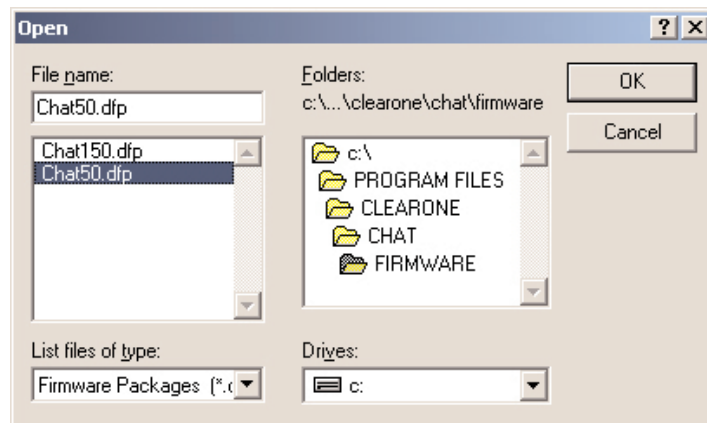 Open
File name:
Chat50.dfp
Chat150.dfp
Chat50.dfp
Folders:
c:\...\clearone\chat\firmware
c:\
PROGRAM FILES
CLEARONE
CHAT
FIRMWARE
OK
Cancel
List files of type:
Firmware Packages (*.
Drives:
c: